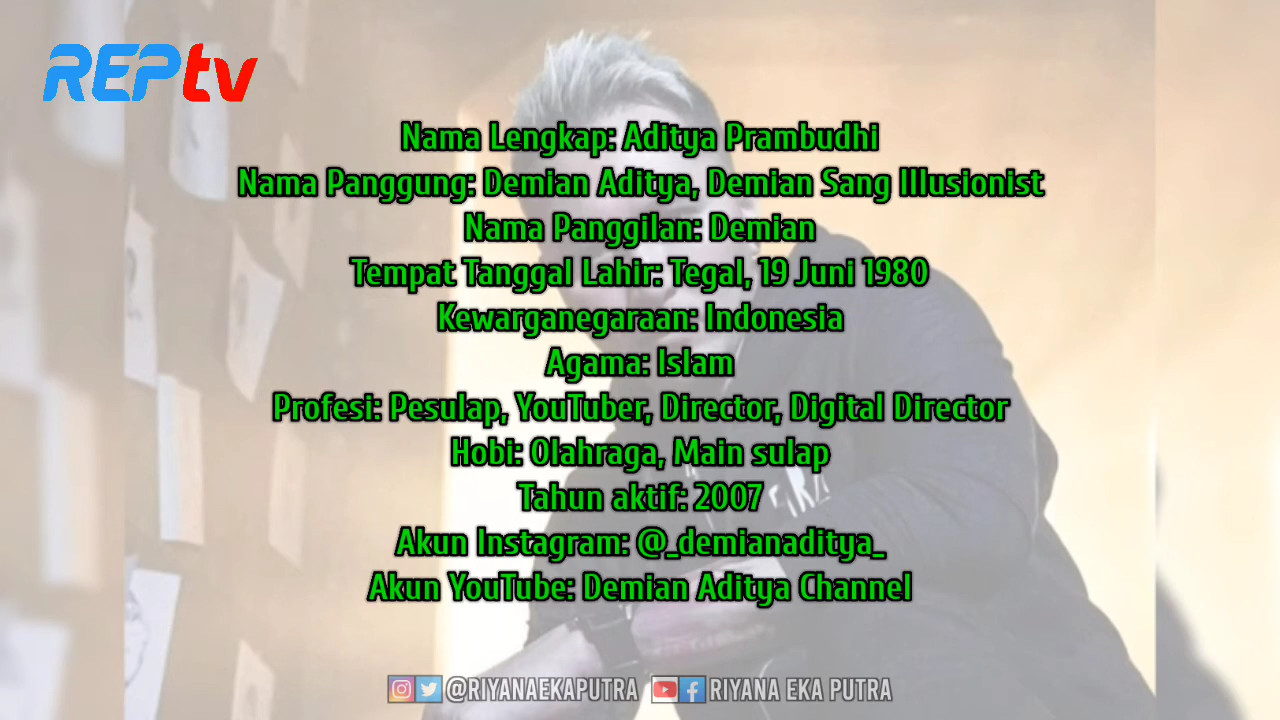 REPtv
Nama Lengkap: Aditya Prambudhi
Nama Panggung: Demian Aditya, Demian Sang Illusionist
Nama Panggilan: Demian
Tempat Tanggal Lahir: Tegal, 19 Juni 1980
Kewarganegaraan: Indonesia
Agama: Islam
Profesi: Pesulap, YouTuber, Director, Digital Director
Hobi: Olahraga, Main sulap
Tahun aktif: 2007
Akun Instagram: @_demianaditya_
Akun YouTube: Demian Aditya Channel
@RIYANAEKAPUTRA RIYANA EKA PUTRA